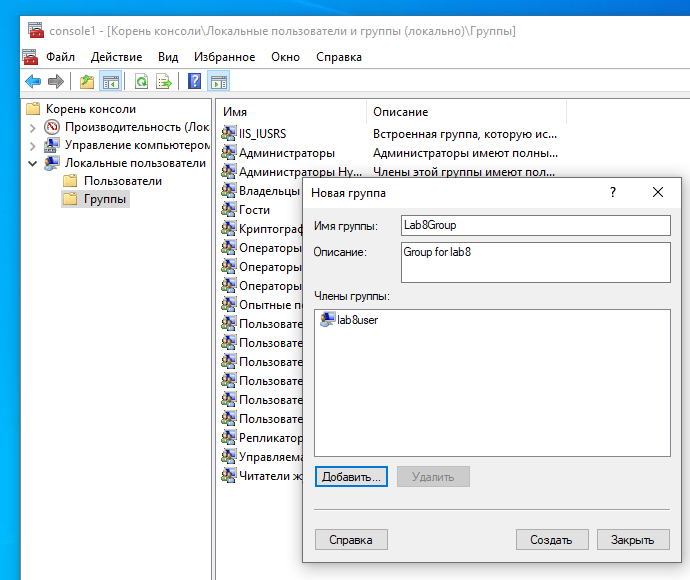 console1 - [Корень консоли\Локальные пользователи и группы (локально)\Группы]
Файл Действие Вид Избранное Окно Справка
Корень консоли
Производительность (Лок
Управление компьютером
Локальные пользователи
Пользователи
Группы
Имя Описание
IIS_IUSRS Встроенная группа, которую ис...
Администраторы Администраторы имеют полны...
Администраторы Hy Члены этой группы имеют пол...
Владельцы
Гости
Криптограф
Операторы
Операторы
Операторы
Опытные п
Пользовате
Пользовате
Пользовате
Пользовате
Пользовате
Пользовате
Репликатор
Управляема
Читатели ж
Новая группа
? ×
Имя группы: Lab8Group
Описание: Group for lab8
Члены группы:
lab8user
Добавить... Удалить
Справка Создать Закрыть